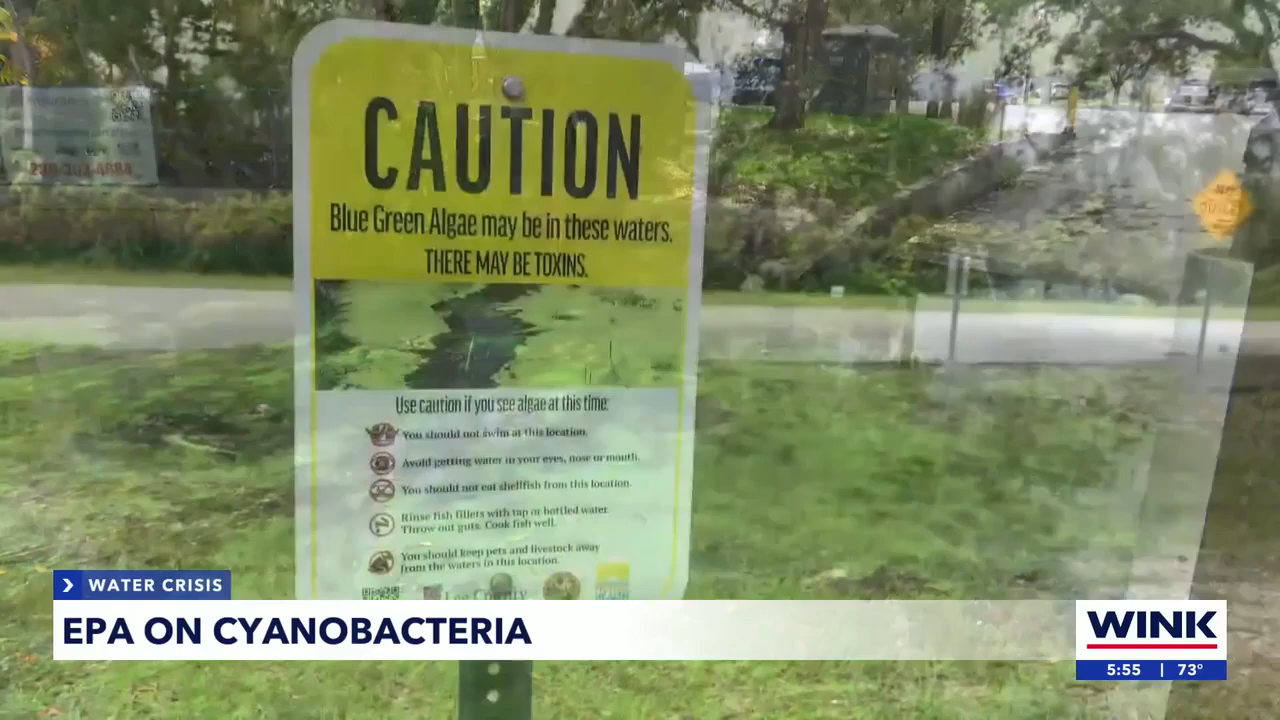 CAUTION
Blue Green Algae may be in these waters.
THERE MAY BE TOXINS.
Use caution if you see algae at this time:
You should not swim at this location.
Avoid getting water in your eyes, nose or mouth.
You should not eat shellfish from this location.
Rinse fish fillets with tap or bottled water.
Throw out guts. Cook fish well.
You should keep pets and livestock away
from the waters in this location.
Lee County
HEALTH
WATER CRISIS
EPA ON CYANOBACTERIA
WINK
5:55 | 73°